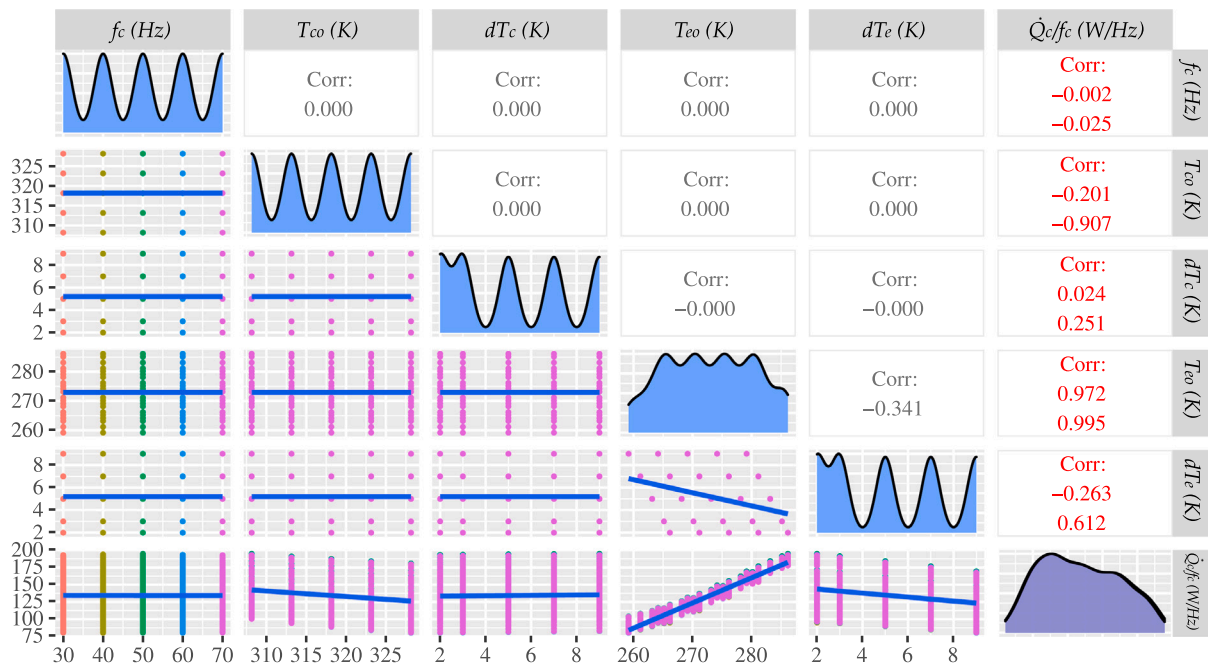 fc (Hz) Tco (K) dTc (K) Teo (K) dTe (K) Q̇c/fc (W/Hz)
Corr: Corr: Corr: Corr: Corr:
0.000 0.000 0.000 0.000 −0.002
−0.025
fc (Hz)
325
320
315
310
Corr: Corr: Corr: Corr:
0.000 0.000 0.000 −0.201
−0.907
Tco (K)
8
6
4
2
Corr: Corr: Corr:
−0.000 −0.000 0.024
0.251
dTc (K)
280
270
260
Corr: Corr:
−0.341 0.972
0.995
Teo (K)
8
6
4
2
Corr:
−0.263
0.612
dTe (K)
200
175
150
125
100
75
Q̇c/fc (W/Hz)
30 40 50 60 70 310 315 320 325 2 4 6 8 260 270 280 2 4 6 8